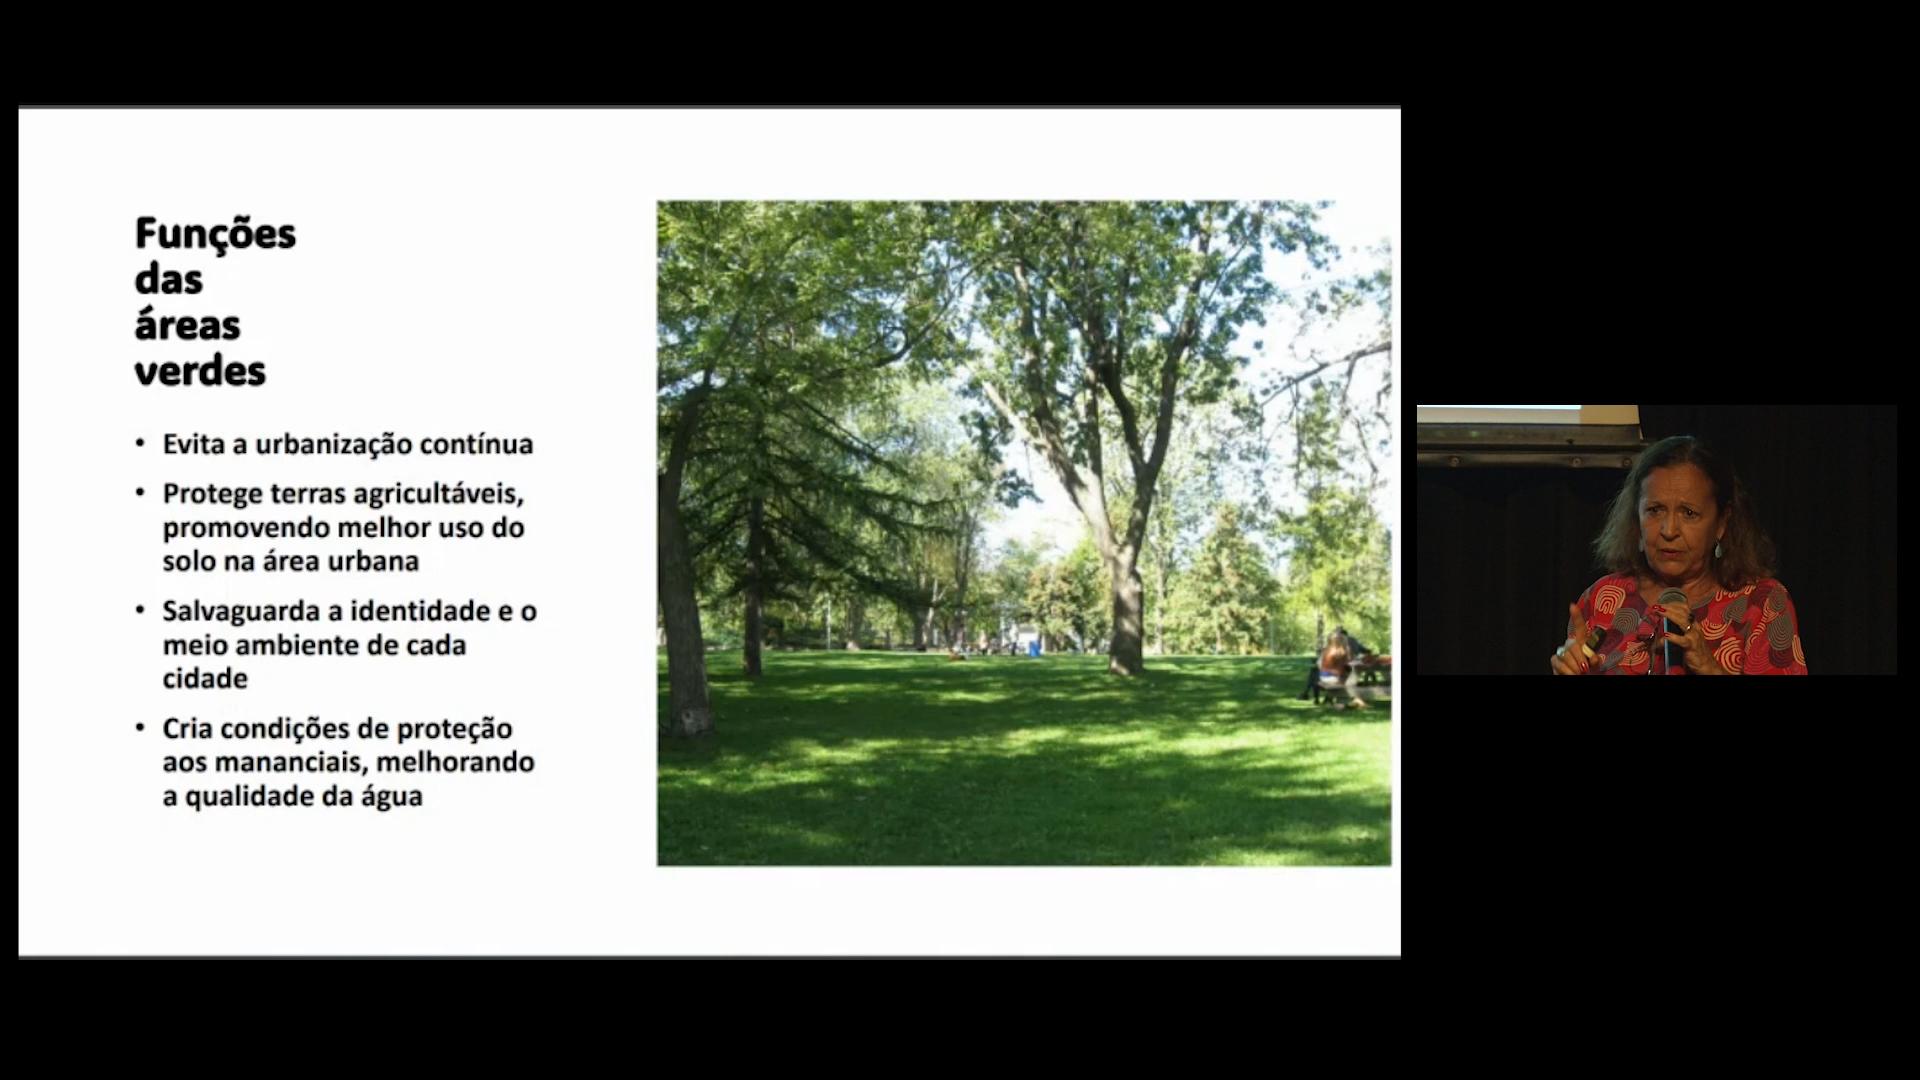 Funções
das
áreas
verdes
• Evita a urbanização contínua
• Protege terras agricultáveis,
promovendo melhor uso do
solo na área urbana
• Salvaguarda a identidade e o
meio ambiente de cada
cidade
• Cria condições de proteção
aos mananciais, melhorando
a qualidade da água